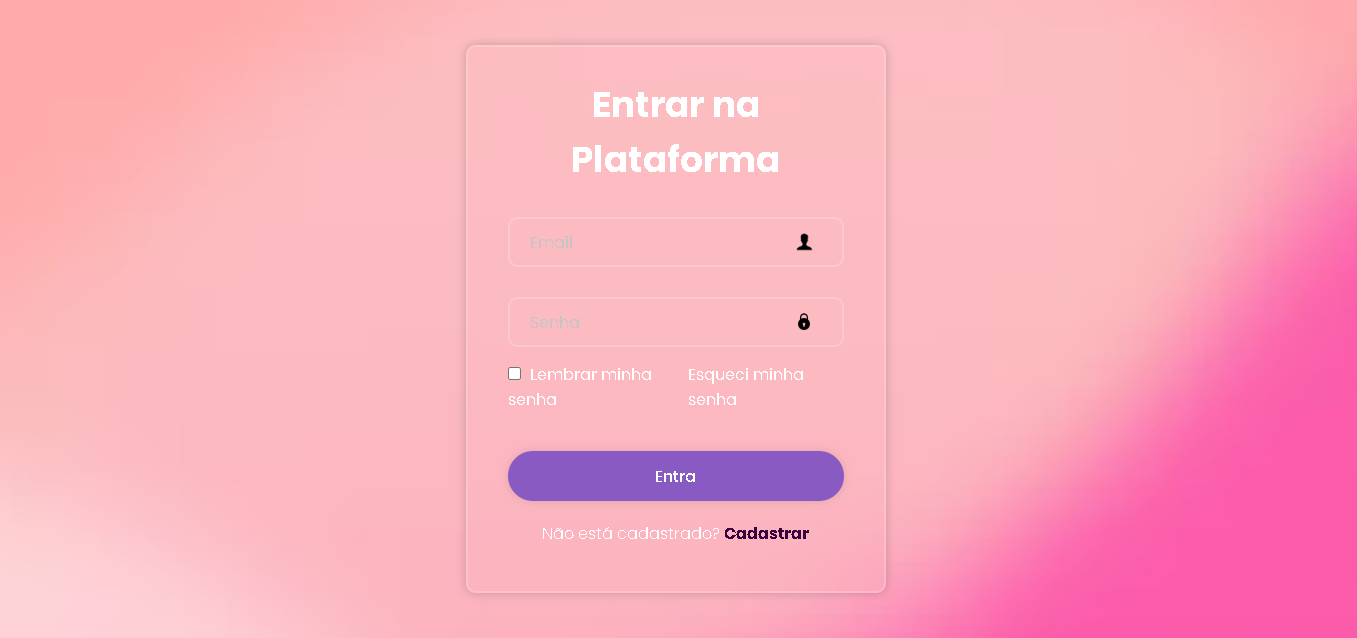 Entrar na
Plataforma
Email
Senha
Lembrar minha
senha
Esqueci minha
senha
Entra
Não está cadastrado? Cadastrar